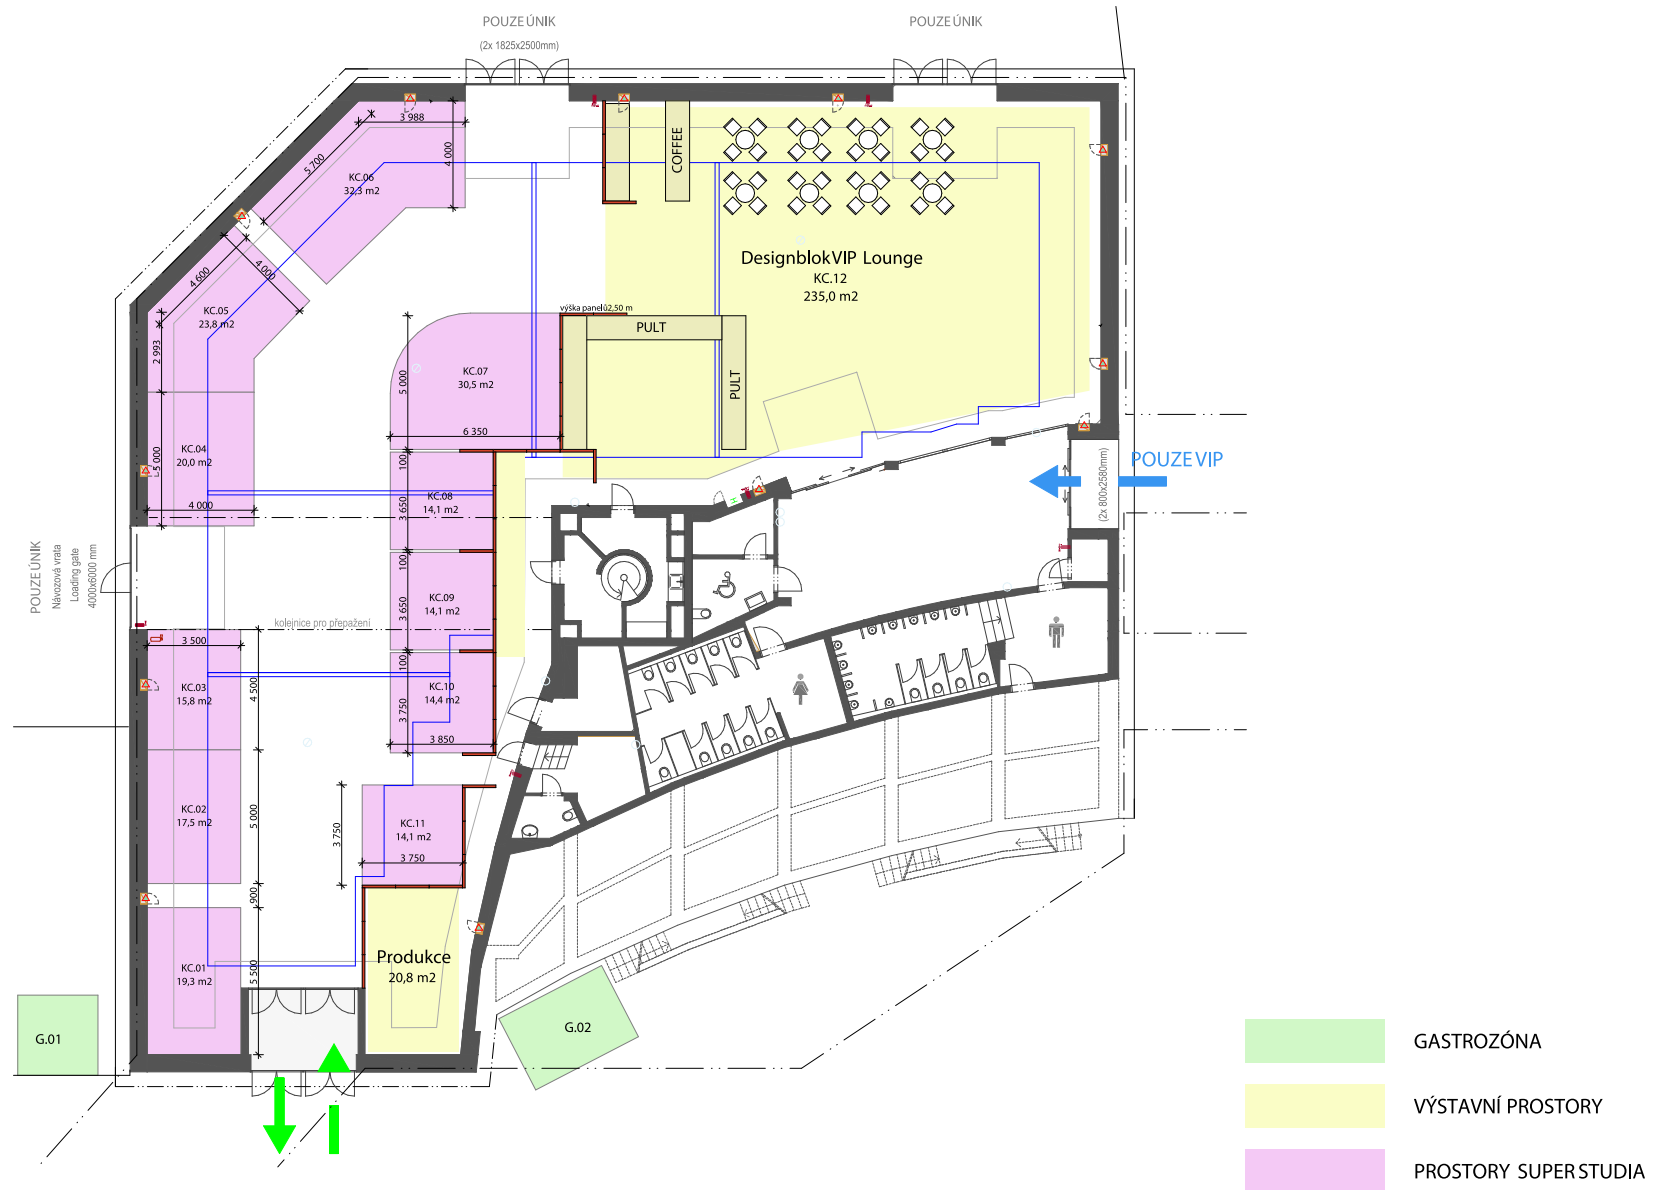 POUZE ÚNIK
(2x 1825x2500mm)
POUZE ÚNIK
3 988
4 000
5 700
KC.06
32,3 m2
COFFEE
4 600
4 000
KC.05
23,8 m2
2 993
Designblok VIP Lounge
KC.12
235,0 m2
výška panelů 2,50 m
PULT
PULT
KC.07
30,5 m2
5 000
6 350
KC.04
20,0 m2
5 000
4 000
100
KC.08
14,1 m2
3 650
POUZE VIP
(2x 800x2580mm)
POUZE ÚNIK
Návozová vrata
Loading gate
4000x6000 mm
100
KC.09
14,1 m2
3 650
kolejnice pro přepažení
3 500
100
KC.03
15,8 m2
4 500
KC.10
14,4 m2
3 750
3 850
KC.02
17,5 m2
5 000
3 750
KC.11
14,1 m2
3 750
900
KC.01
19,3 m2
5 500
Produkce
20,8 m2
G.01
G.02
GASTROZÓNA
VÝSTAVNÍ PROSTORY
PROSTORY SUPER STUDIA